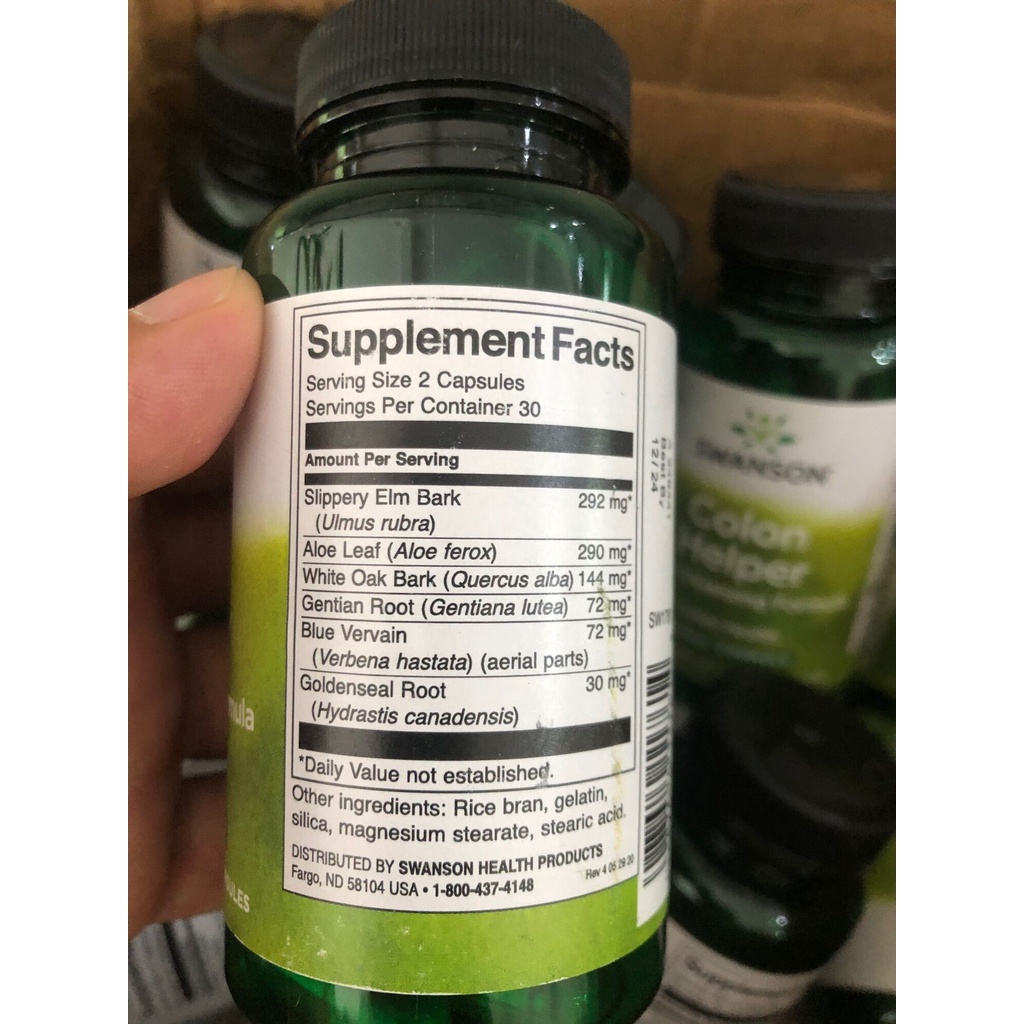 Supplement Facts
Serving Size 2 Capsules
Servings Per Container 30
Amount Per Serving
Slippery Elm Bark 292 mg*
(Ulmus rubra)
Aloe Leaf (Aloe ferox) 290 mg*
White Oak Bark (Quercus alba) 144 mg*
Gentian Root (Gentiana lutea) 72 mg*
Blue Vervain 72 mg*
(Verbena hastata) (aerial parts)
Goldenseal Root 30 mg*
(Hydrastis canadensis)
*Daily Value not established.
Other ingredients: Rice bran, gelatin,
silica, magnesium stearate, stearic acid.
DISTRIBUTED BY SWANSON HEALTH PRODUCTS
Fargo, ND 58104 USA • 1-800-437-4148
Rev 4 05 29 20
Best By
12/24
SWANSON
Colon
Helper